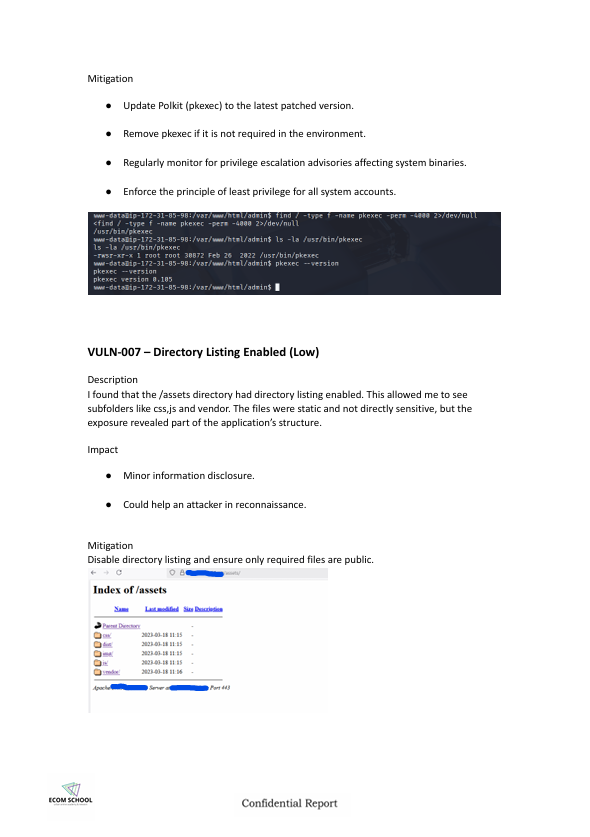 Mitigation
● Update Polkit (pkexec) to the latest patched version.
● Remove pkexec if it is not required in the environment.
● Regularly monitor for privilege escalation advisories affecting system binaries.
● Enforce the principle of least privilege for all system accounts.
www-data@ip-172-31-85-98:/var/www/html/admin$ find / -type f -name pkexec -perm -4000 2>/dev/null
<find / -type f -name pkexec -perm -4000 2>/dev/null
/usr/bin/pkexec
www-data@ip-172-31-85-98:/var/www/html/admin$ ls -la /usr/bin/pkexec
ls -la /usr/bin/pkexec
-rwsr-xr-x 1 root root 30872 Feb 26 2022 /usr/bin/pkexec
www-data@ip-172-31-85-98:/var/www/html/admin$ pkexec --version
pkexec --version
pkexec version 0.105
www-data@ip-172-31-85-98:/var/www/html/admin$
VULN-007 – Directory Listing Enabled (Low)
Description
I found that the /assets directory had directory listing enabled. This allowed me to see
subfolders like css,js and vendor. The files were static and not directly sensitive, but the
exposure revealed part of the application’s structure.
Impact
● Minor information disclosure.
● Could help an attacker in reconnaissance.
Mitigation
Disable directory listing and ensure only required files are public.
/assets/
Index of /assets
Name Last modified Size Description
Parent Directory -
css/ 2023-03-18 11:15 -
2023-03-18 11:15 -
2023-03-18 11:15 -
js/ 2023-03-18 11:15 -
vendor/ 2023-03-18 11:16 -
Apache Server at Port 443
ECOM SCHOOL
Confidential Report